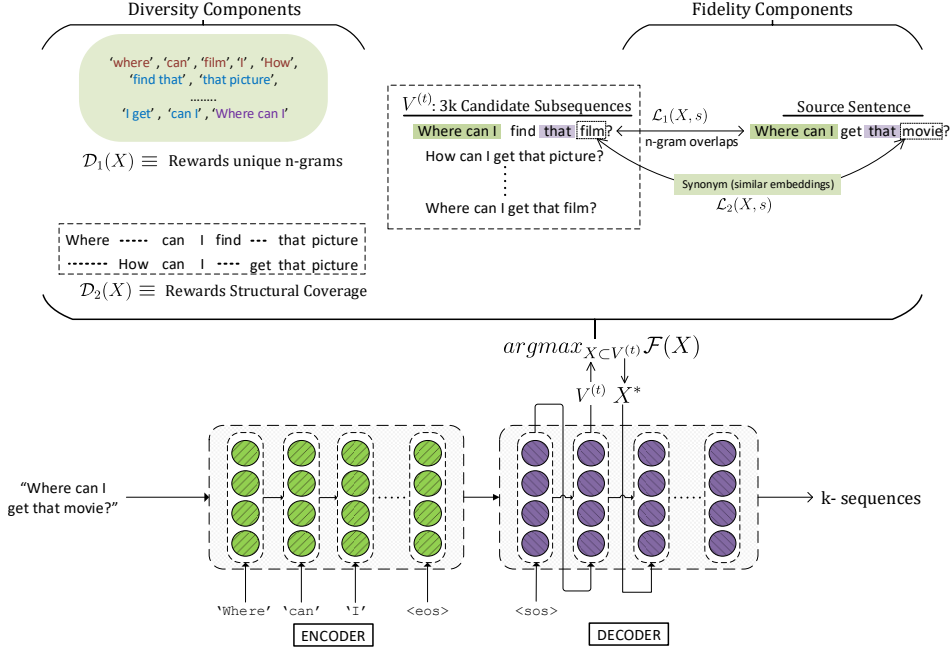 Diversity Components
Fidelity Components
‘where’ , ‘can’ , ‘film’, ‘I’ , ‘How’,
‘find that’ , ‘that picture’,
........
‘I get’ , ‘can I’ , ‘Where can I’
𝒟₁(X) ≡ Rewards unique n-grams
Where ----- can I find --- that picture
------- How can I ---- get that picture
𝒟₂(X) ≡ Rewards Structural Coverage
V⁽ᵗ⁾: 3k Candidate Subsequences
Where can I find that film?
How can I get that picture?
Where can I get that film?
ℒ₁(X, s)
n-gram overlaps
Source Sentence
Where can I get that movie?
Synonym (similar embeddings)
ℒ₂(X, s)
argmax_{X⊂V⁽ᵗ⁾} ℱ(X)
V⁽ᵗ⁾ X*
“Where can I
get that movie?”
k- sequences
‘Where’ ‘can’ ‘I’ <eos>
<sos>
ENCODER
DECODER